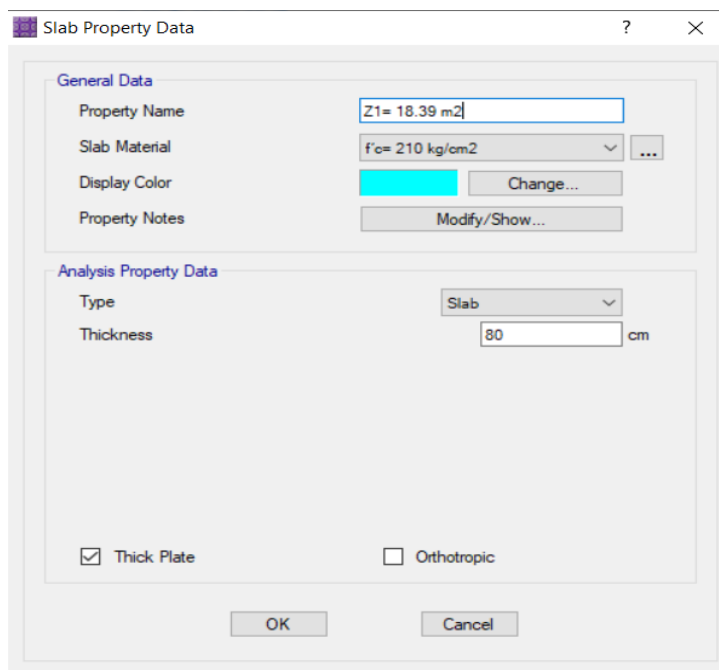 Slab Property Data ?
General Data
Property Name Z1= 18.39 m2
Slab Material f'c= 210 kg/cm2 ...
Display Color Change...
Property Notes Modify/Show...
Analysis Property Data
Type Slab
Thickness 80 cm
Thick Plate Orthotropic
OK Cancel